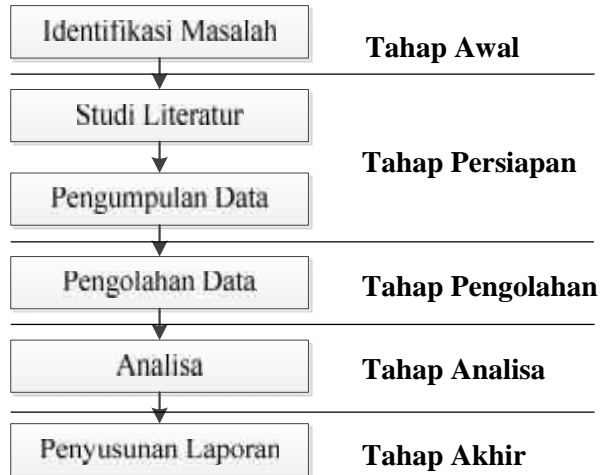 Identifikasi Masalah
Tahap Awal
Studi Literatur
Tahap Persiapan
Pengumpulan Data
Pengolahan Data
Tahap Pengolahan
Analisa
Tahap Analisa
Penyusunan Laporan
Tahap Akhir